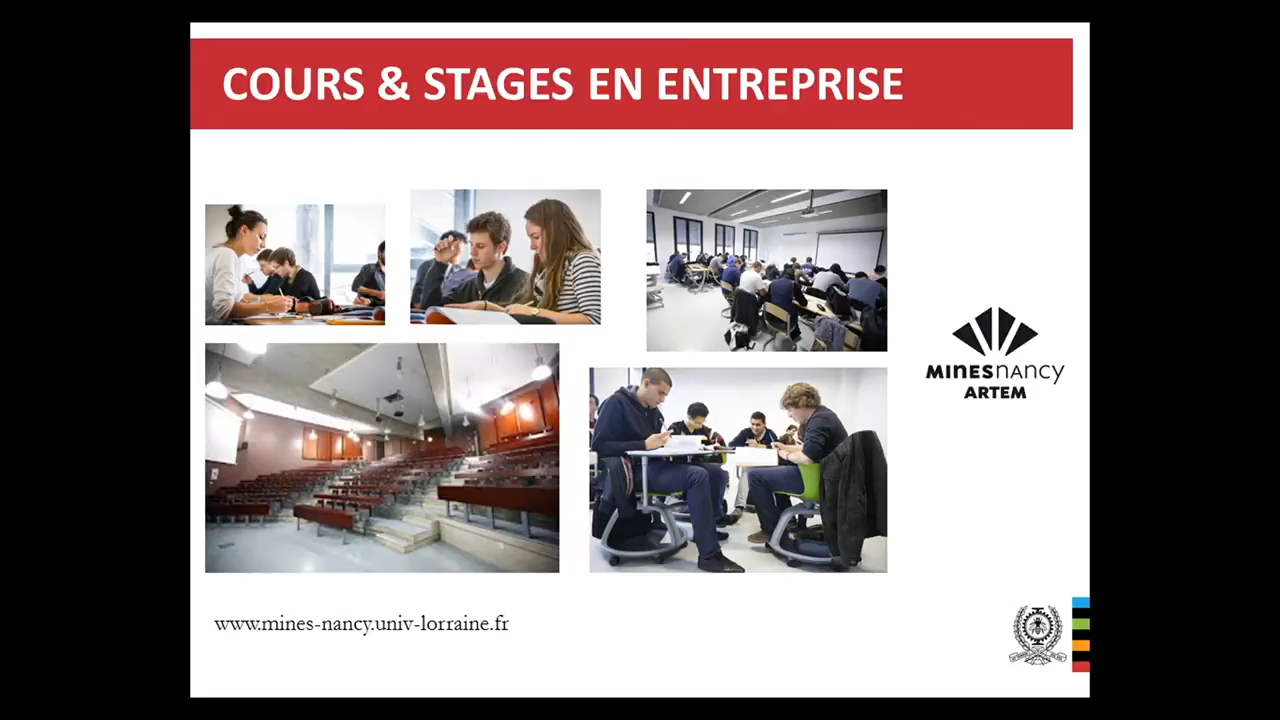 COURS & STAGES EN ENTREPRISE
MINESNANCY
ARTEM
www.mines-nancy.univ-lorraine.fr